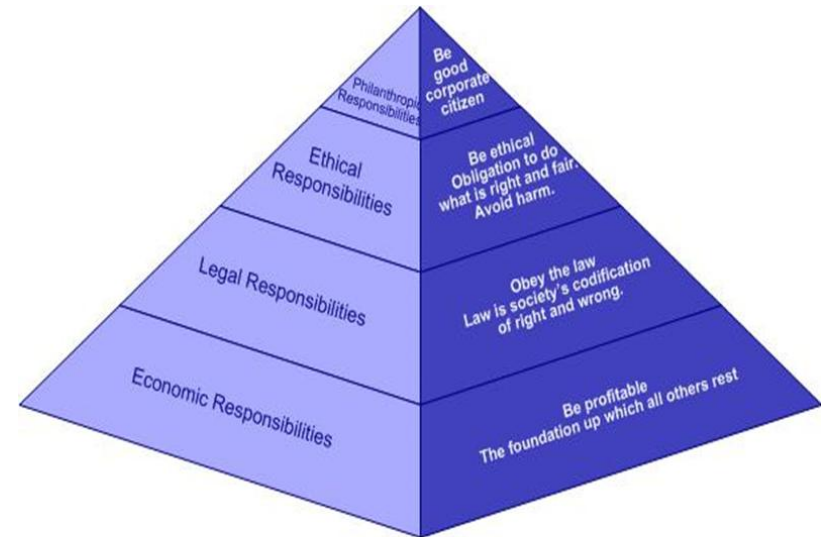 Philanthropic
Responsibilities
Be
good
corporate
citizen
Ethical
Responsibilities
Be ethical
Obligation to do
what is right and fair.
Avoid harm.
Legal Responsibilities
Obey the law
Law is society's codification
of right and wrong.
Economic Responsibilities
Be profitable
The foundation up which all others rest